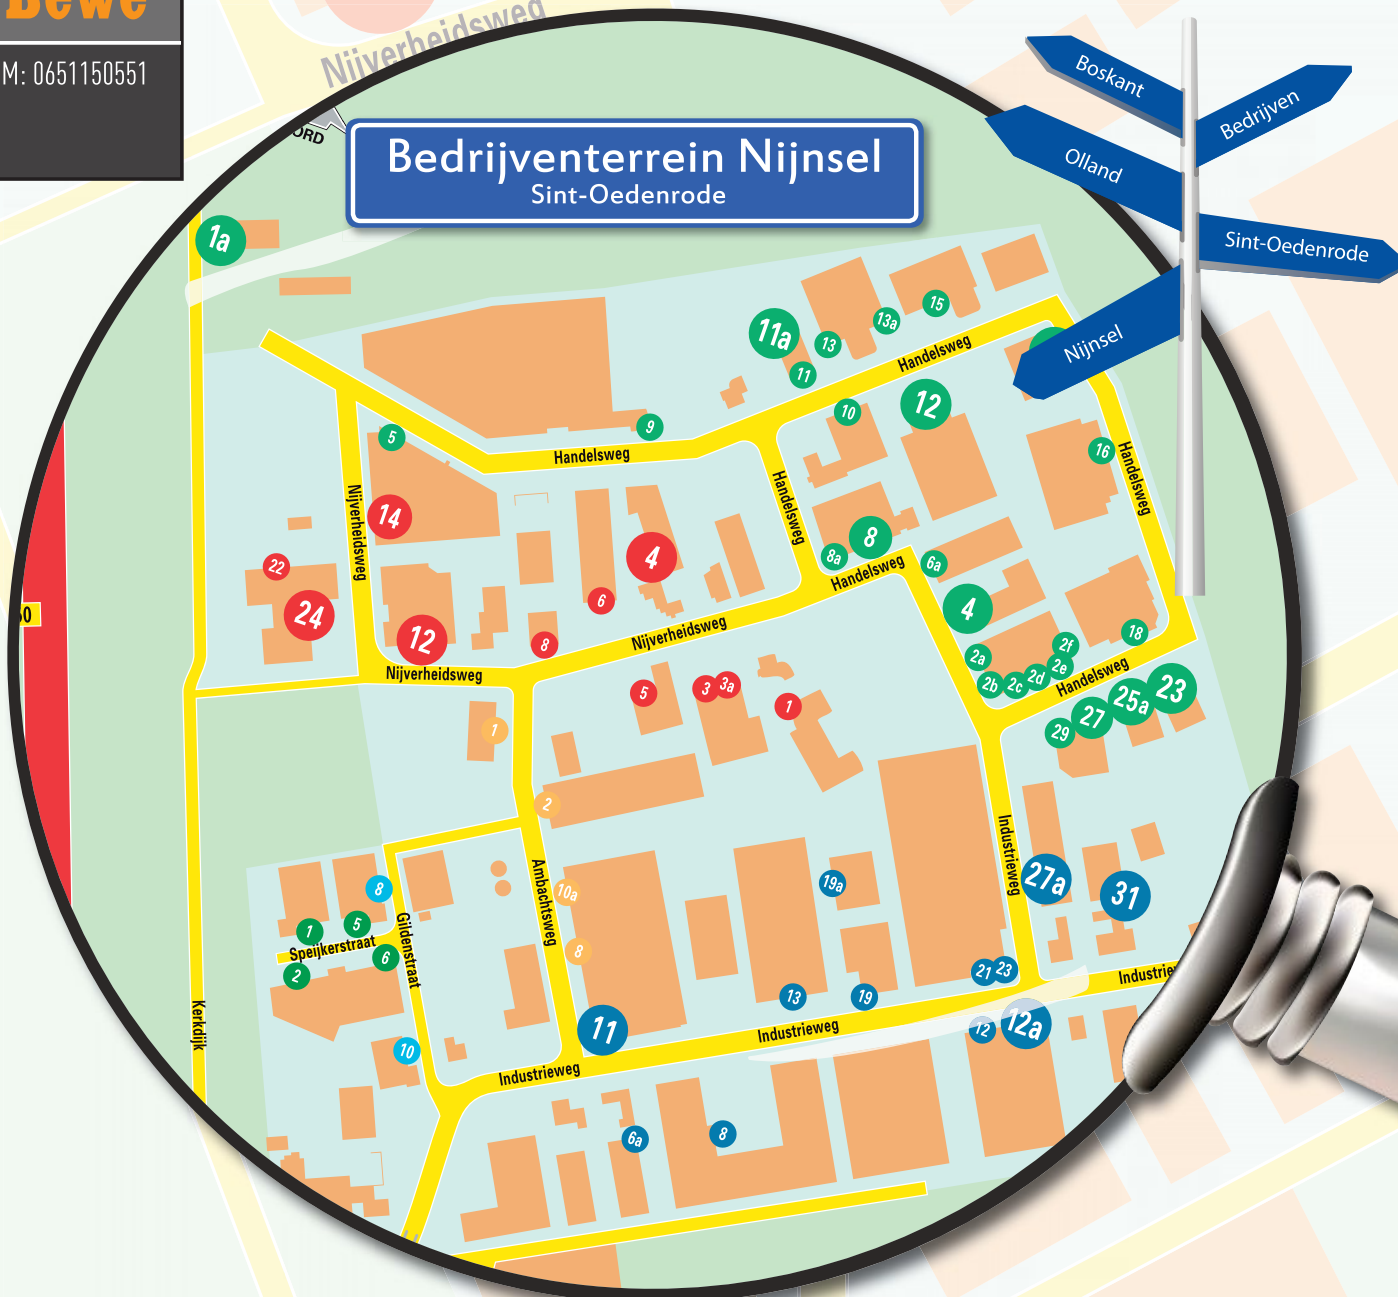 Bewe
M: 0651150551
Nijverheidsweg
Bedrijventerrein Nijnsel
Sint-Oedenrode
Boskant
Bedrijven
Olland
Sint-Oedenrode
Nijnsel
1a
11a
13
13a
15
11
Handelsweg
10
12
16
Handelsweg
9
Handelsweg
5
Handelsweg
14
Nijverheidsweg
8
8a
Handelsweg
6a
4
22
24
12
8
6
4
Nijverheidsweg
Nijverheidsweg
2a
2b
2c
2d
2e
2f
18
Handelsweg
5
3
3a
1
23
25a
27
29
1
2
10a
8
Ambachtsweg
Industrieweg
27a
31
19a
8
1
5
Speijkerstraat
2
6
Gildenstraat
10
Kerkdijk
11
13
19
21
23
12
12a
Industrieweg
Industrieweg
6a
8